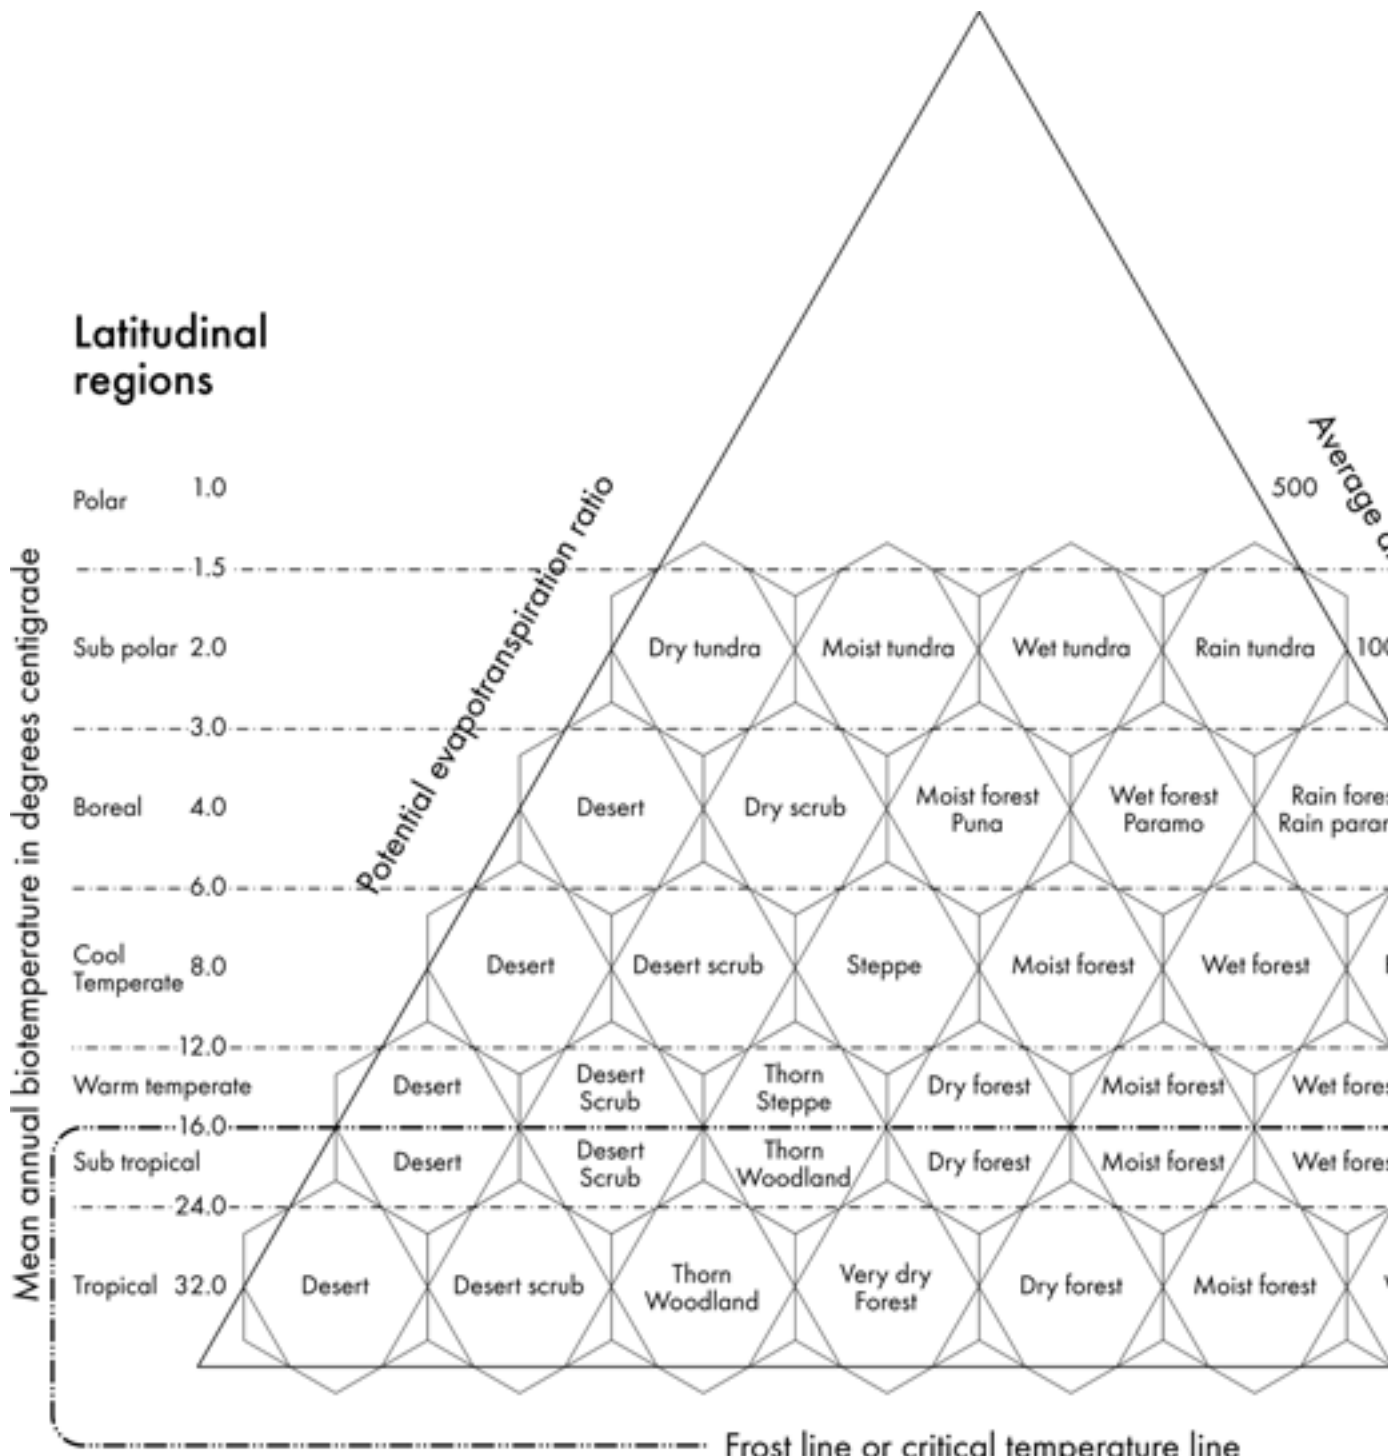 Latitudinal
regions
Average
Polar 1.0
500
1.5
Potential evapotranspiration ratio
Mean annual biotemperature in degrees centigrade
Sub polar 2.0
Dry tundra
Moist tundra
Wet tundra
Rain tundra
3.0
Boreal 4.0
Desert
Dry scrub
Moist forest
Puna
Wet forest
Paramo
Rain
Rain
6.0
Cool
Temperate 8.0
Desert
Desert scrub
Steppe
Moist forest
Wet forest
12.0
Warm temperate
Desert
Desert
Scrub
Thorn
Steppe
Dry forest
Moist forest
Wet
16.0
Sub tropical
Desert
Desert
Scrub
Thorn
Woodland
Dry forest
Moist forest
Wet
24.0
Tropical 32.0
Desert
Desert scrub
Thorn
Woodland
Very dry
Forest
Dry forest
Moist forest
Frost line or critical temperature line